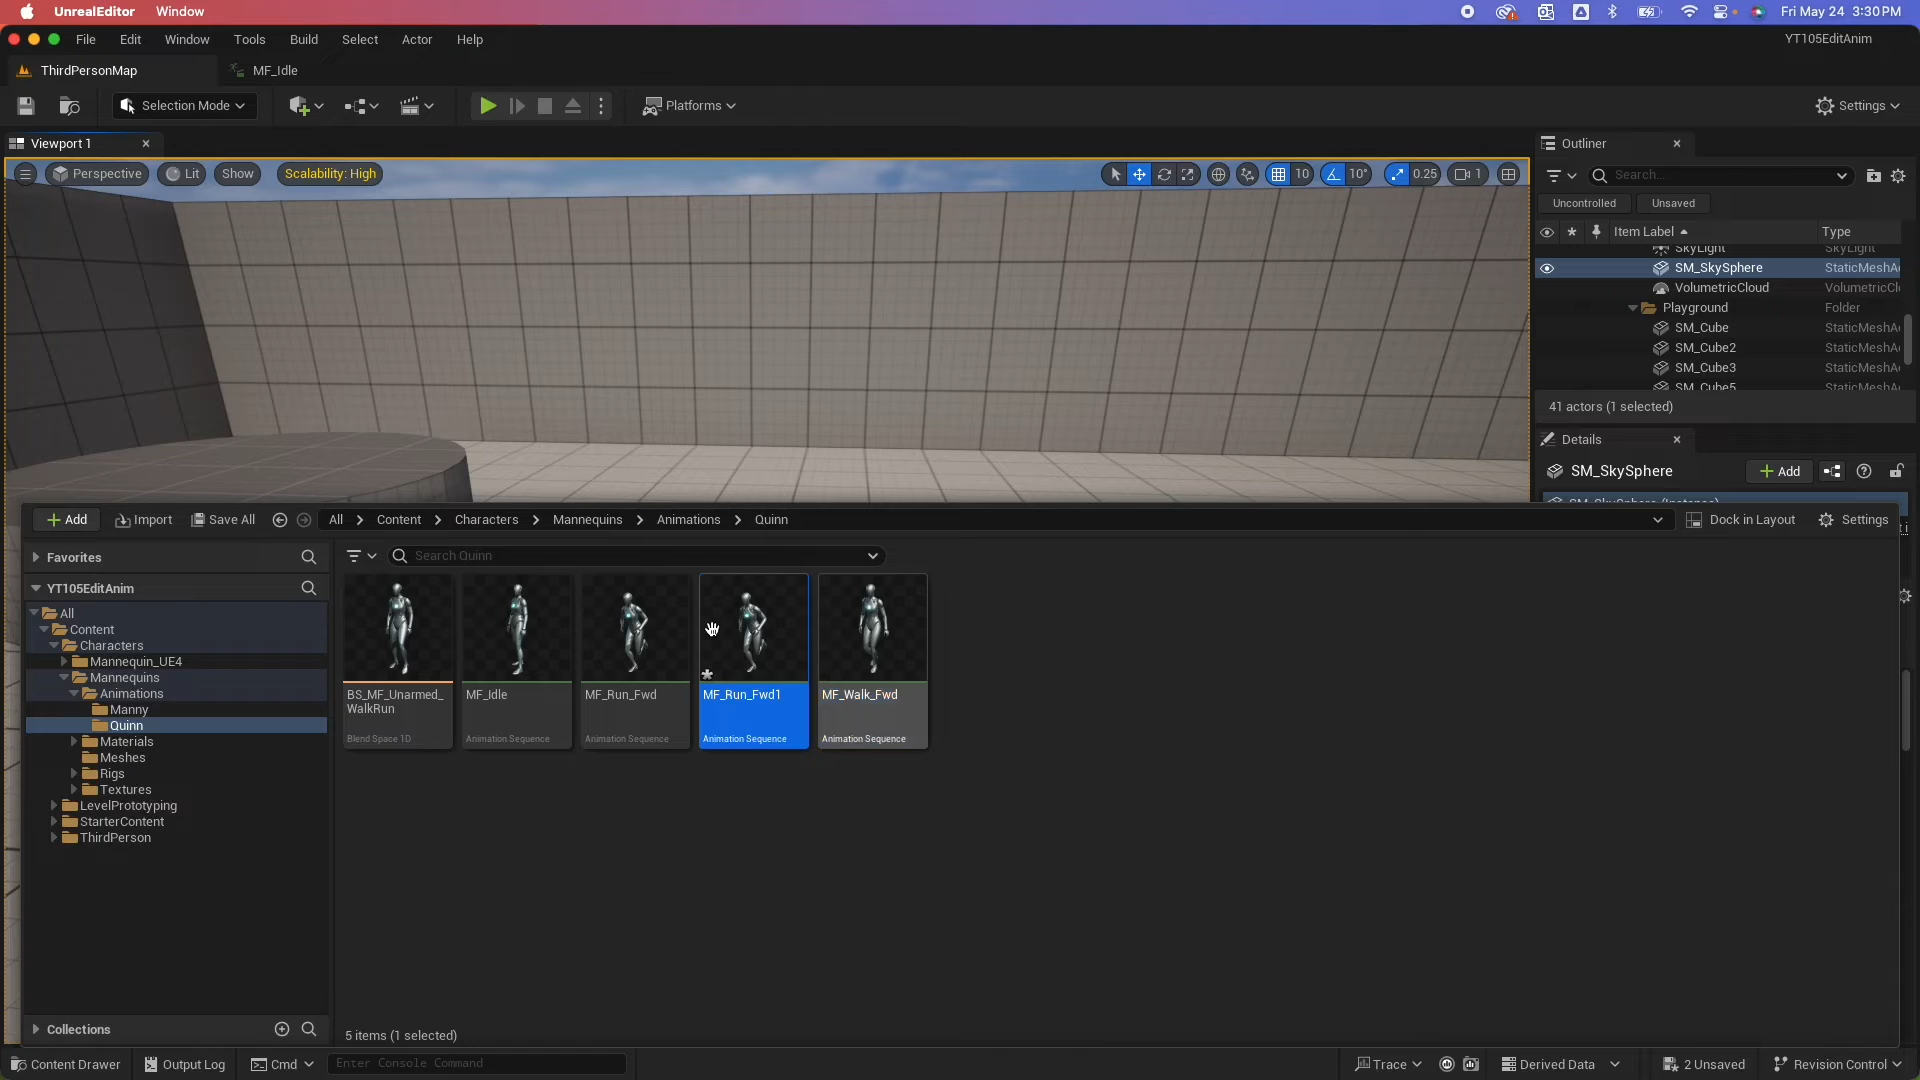 UnrealEditor Window
Fri May 24 3:30 PM
File Edit Window Tools Build Select Actor Help
YT105EditAnim
ThirdPersonMap
MF_Idle
Selection Mode
Platforms
Settings
Viewport 1
Perspective Lit Show Scalability: High
10 10° 0.25 1
Outliner
Search...
Uncontrolled Unsaved
Item Label Type
SkyLight SkyLight
SM_SkySphere StaticMeshA
VolumetricCloud VolumetricCl
Playground Folder
SM_Cube StaticMeshA
SM_Cube2 StaticMeshA
SM_Cube3 StaticMeshA
SM_Cube5 StaticMeshA
41 actors (1 selected)
Details
SM_SkySphere
Add
SM_SkySphere (Instance)
Add Import Save All
All Content Characters Mannequins Animations Quinn
Dock in Layout Settings
Favorites
Search Quinn
YT105EditAnim
All
Content
Characters
Mannequin_UE4
Mannequins
Animations
Manny
Quinn
Materials
Meshes
Rigs
Textures
LevelPrototyping
StarterContent
ThirdPerson
BS_MF_Unarmed_
WalkRun
Blend Space 1D
MF_Idle
Animation Sequence
MF_Run_Fwd
Animation Sequence
MF_Run_Fwd1
Animation Sequence
MF_Walk_Fwd
Animation Sequence
Collections
5 items (1 selected)
Content Drawer Output Log Cmd Enter Console Command
Trace Derived Data 2 Unsaved Revision Control